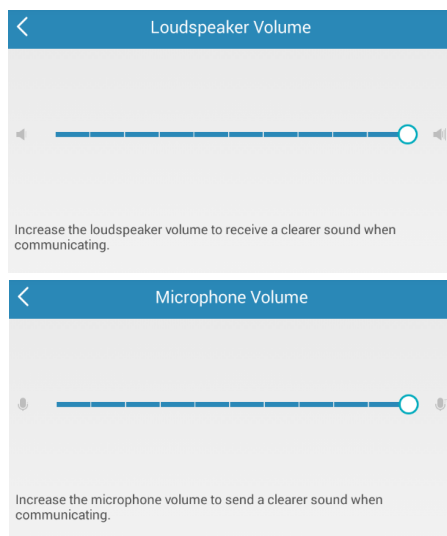 Loudspeaker Volume
Increase the loudspeaker volume to receive a clearer sound when
communicating.
Microphone Volume
Increase the microphone volume to send a clearer sound when
communicating.